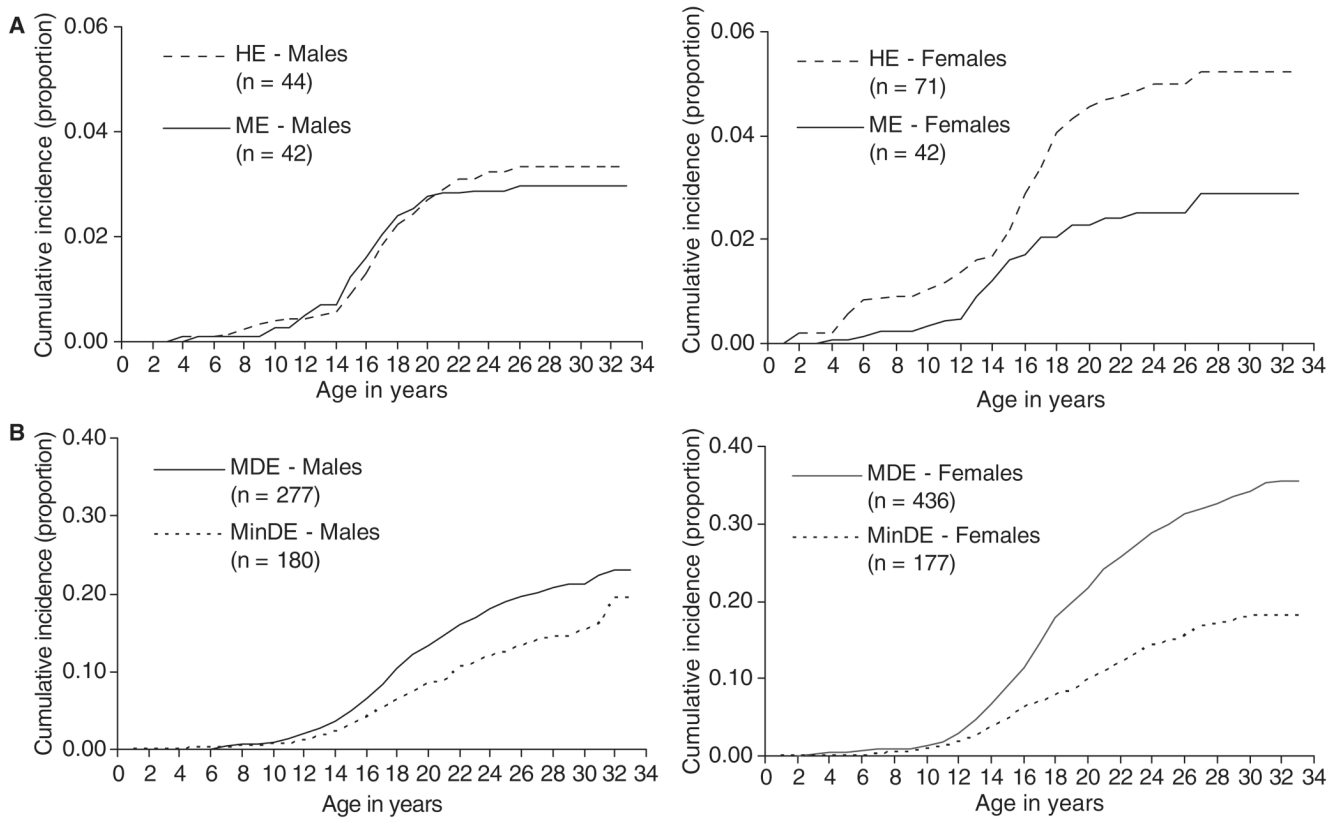 A
Cumulative incidence (proportion)
0.06
0.04
0.02
0.00
HE - Males
(n = 44)
ME - Males
(n = 42)
0 2 4 6 8 10 12 14 16 18 20 22 24 26 28 30 32 34
Age in years
Cumulative incidence (proportion)
0.06
0.04
0.02
0.00
HE - Females
(n = 71)
ME - Females
(n = 42)
0 2 4 6 8 10 12 14 16 18 20 22 24 26 28 30 32 34
Age in years
B
Cumulative incidence (proportion)
0.40
0.30
0.20
0.10
0.00
MDE - Males
(n = 277)
MinDE - Males
(n = 180)
0 2 4 6 8 10 12 14 16 18 20 22 24 26 28 30 32 34
Age in years
Cumulative incidence (proportion)
0.40
0.30
0.20
0.10
0.00
MDE - Females
(n = 436)
MinDE - Females
(n = 177)
0 2 4 6 8 10 12 14 16 18 20 22 24 26 28 30 32 34
Age in years